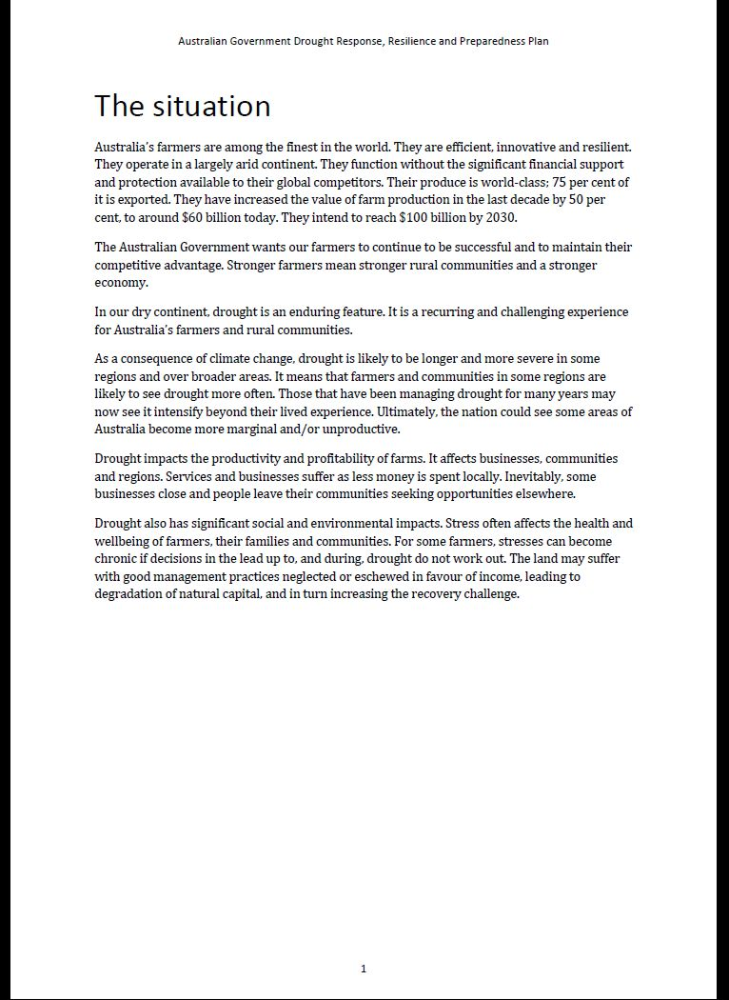 Australian Government Drought Response, Resilience and Preparedness Plan
The situation
Australia’s farmers are among the finest in the world. They are efficient, innovative and resilient.
They operate in a largely arid continent. They function without the significant financial support
and protection available to their global competitors. Their produce is world-class; 75 per cent of
it is exported. They have increased the value of farm production in the last decade by 50 per
cent, to around $60 billion today. They intend to reach $100 billion by 2030.
The Australian Government wants our farmers to continue to be successful and to maintain their
competitive advantage. Stronger farmers mean stronger rural communities and a stronger
economy.
In our dry continent, drought is an enduring feature. It is a recurring and challenging experience
for Australia’s farmers and rural communities.
As a consequence of climate change, drought is likely to be longer and more severe in some
regions and over broader areas. It means that farmers and communities in some regions are
likely to see drought more often. Those that have been managing drought for many years may
now see it intensify beyond their lived experience. Ultimately, the nation could see some areas of
Australia become more marginal and/or unproductive.
Drought impacts the productivity and profitability of farms. It affects businesses, communities
and regions. Services and businesses suffer as less money is spent locally. Inevitably, some
businesses close and people leave their communities seeking opportunities elsewhere.
Drought also has significant social and environmental impacts. Stress often affects the health and
wellbeing of farmers, their families and communities. For some farmers, stresses can become
chronic if decisions in the lead up to, and during, drought do not work out. The land may suffer
with good management practices neglected or eschewed in favour of income, leading to
degradation of natural capital, and in turn increasing the recovery challenge.
1